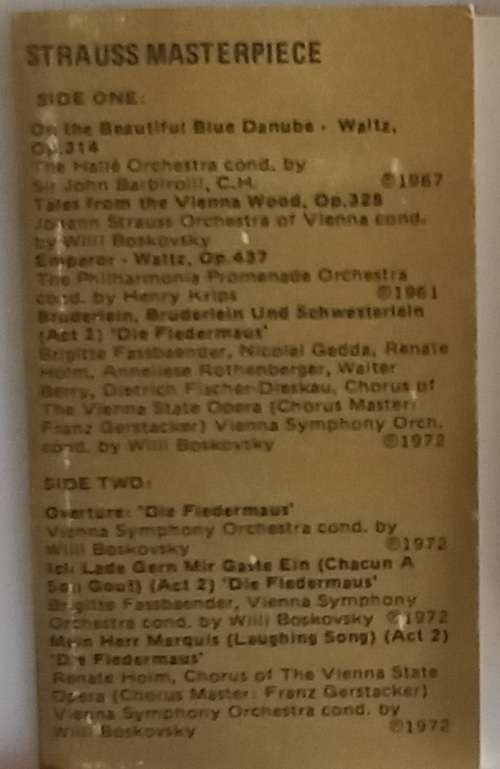 STRAUSS MASTERPIECE
SIDE ONE:
On the Beautiful Blue Danube - Waltz,
Op.314
The Hallé Orchestra cond. by
Sir John Barbirolli, C.H. ℗1967
Tales from the Vienna Wood, Op.328
Johann Strauss Orchestra of Vienna cond.
by Willi Boskovsky
Emperor - Waltz, Op.437
The Philharmonia Promenade Orchestra
cond. by Henry Krips ℗1961
Bruderlein, Bruderlein Und Schwesterlein
(Act 2) 'Die Fledermaus'
Brigitte Fassbaender, Nicolai Gedda, Renate
Holm, Anneliese Rothenberger, Walter
Berry, Dietrich Fischer-Dieskau, Chorus of
The Vienna State Opera (Chorus Master:
Franz Gerstacker) Vienna Symphony Orch.
cond. by Willi Boskovsky ℗1972
SIDE TWO:
Overture: 'Die Fledermaus'
Vienna Symphony Orchestra cond. by
Willi Boskovsky ℗1972
Ich Lade Gern Mir Gaste Ein (Chacun A
Son Gout) (Act 2) 'Die Fledermaus'
Brigitte Fassbaender, Vienna Symphony
Orchestra cond. by Willi Boskovsky ℗1972
Mein Herr Marquis (Laughing Song) (Act 2)
'Die Fledermaus'
Renate Holm, Chorus of The Vienna State
Opera (Chorus Master: Franz Gerstacker)
Vienna Symphony Orchestra cond. by
Willi Boskovsky ℗1972